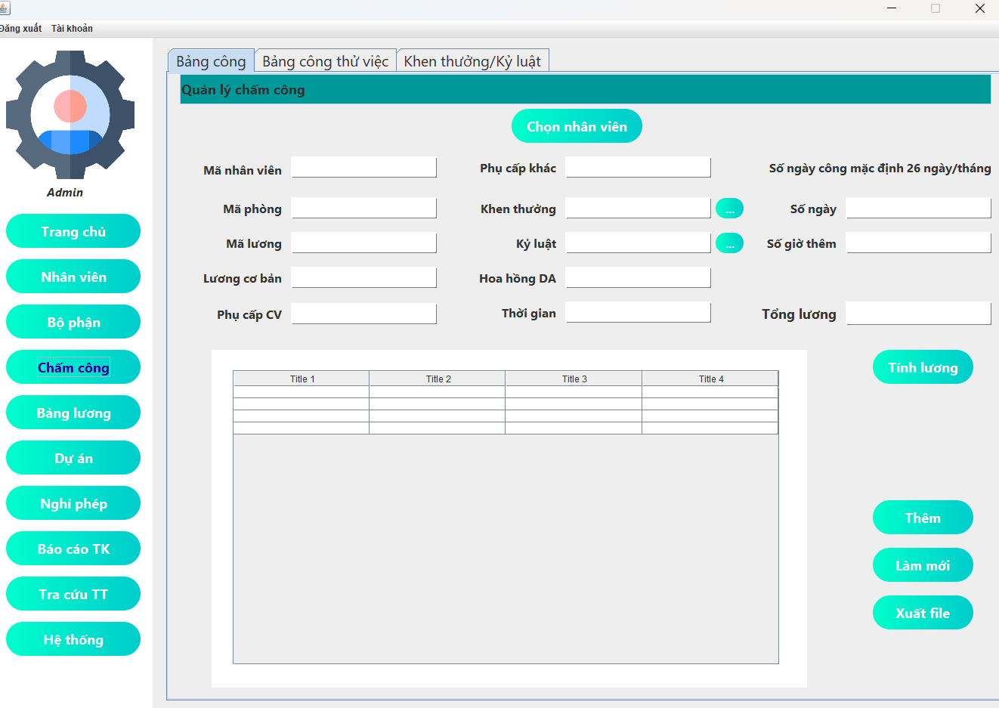 Đăng xuất Tài khoản
Admin
Trang chủ
Nhân viên
Bộ phận
Chấm công
Bảng lương
Dự án
Nghỉ phép
Báo cáo TK
Tra cứu TT
Hệ thống
Bảng công Bảng công thử việc Khen thưởng/Kỷ luật
Quản lý chấm công
Chọn nhân viên
Mã nhân viên Phụ cấp khác Số ngày công mặc định 26 ngày/tháng
Mã phòng Khen thưởng ... Số ngày
Mã lương Kỷ luật ... Số giờ thêm
Lương cơ bản Hoa hồng DA
Phụ cấp CV Thời gian Tổng lương
Title 1 Title 2 Title 3 Title 4
Tính lương
Thêm
Làm mới
Xuất file